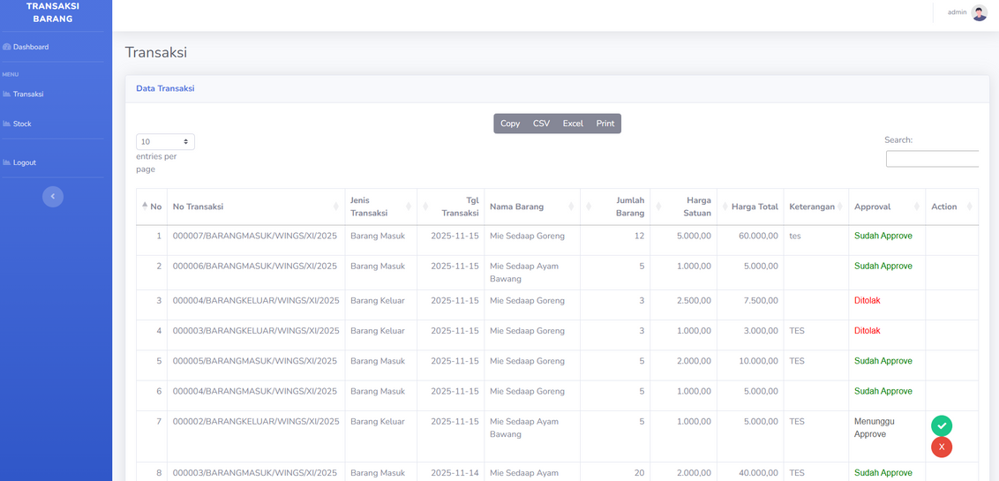 TRANSAKSI
BARANG
admin
Dashboard
MENU
Transaksi
Stock
Logout
Transaksi
Data Transaksi
Copy CSV Excel Print
10
entries per
page
Search:
No No Transaksi Jenis Transaksi Tgl Transaksi Nama Barang Jumlah Barang Harga Satuan Harga Total Keterangan Approval Action
1 000007/BARANGMASUK/WINGS/XI/2025 Barang Masuk 2025-11-15 Mie Sedaap Goreng 12 5.000,00 60.000,00 tes Sudah Approve
2 000006/BARANGMASUK/WINGS/XI/2025 Barang Masuk 2025-11-15 Mie Sedaap Ayam Bawang 5 1.000,00 5.000,00 Sudah Approve
3 000004/BARANGKELUAR/WINGS/XI/2025 Barang Keluar 2025-11-15 Mie Sedaap Goreng 3 2.500,00 7.500,00 Ditolak
4 000003/BARANGKELUAR/WINGS/XI/2025 Barang Keluar 2025-11-15 Mie Sedaap Goreng 3 1.000,00 3.000,00 TES Ditolak
5 000005/BARANGMASUK/WINGS/XI/2025 Barang Masuk 2025-11-15 Mie Sedaap Goreng 5 2.000,00 10.000,00 TES Sudah Approve
6 000004/BARANGMASUK/WINGS/XI/2025 Barang Masuk 2025-11-15 Mie Sedaap Goreng 5 1.000,00 5.000,00 Sudah Approve
7 000002/BARANGKELUAR/WINGS/XI/2025 Barang Keluar 2025-11-15 Mie Sedaap Ayam Bawang 5 1.000,00 5.000,00 TES Menunggu Approve X
8 000003/BARANGMASUK/WINGS/XI/2025 Barang Masuk 2025-11-14 Mie Sedaap Ayam 20 2.000,00 40.000,00 TES Sudah Approve